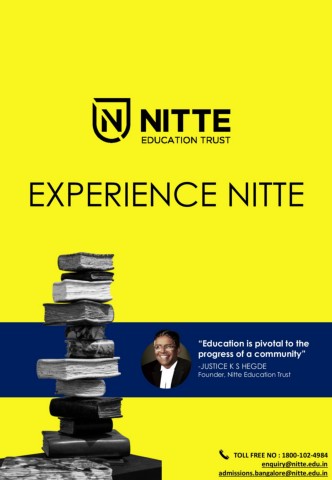 N NITTE
EDUCATION TRUST
EXPERIENCE NITTE
“Education is pivotal to the
progress of a community”
-JUSTICE K S HEGDE
Founder, Nitte Education Trust
TOLL FREE NO : 1800-102-4984
enquiry@nitte.edu.in
admissions.bangalore@nitte.edu.in